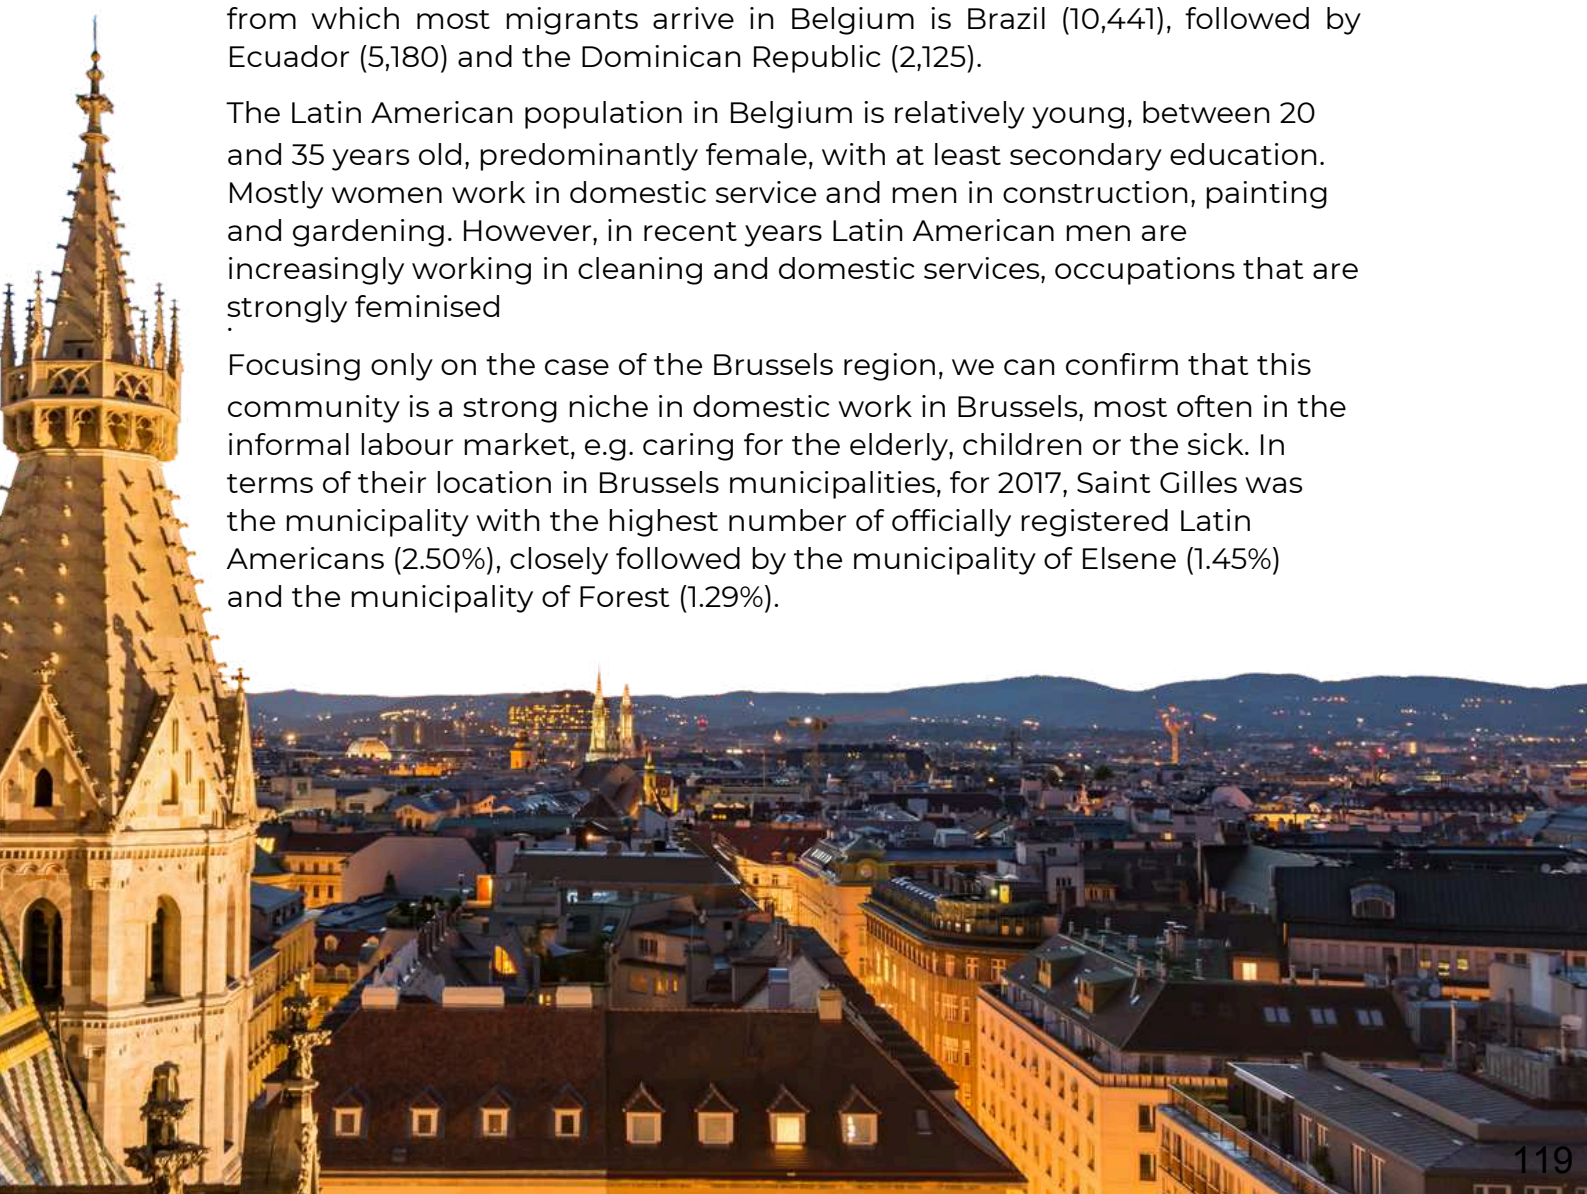 from which most migrants arrive in Belgium is Brazil (10,441), followed by
Ecuador (5,180) and the Dominican Republic (2,125).
The Latin American population in Belgium is relatively young, between 20
and 35 years old, predominantly female, with at least secondary education.
Mostly women work in domestic service and men in construction, painting
and gardening. However, in recent years Latin American men are
increasingly working in cleaning and domestic services, occupations that are
strongly feminised
.
Focusing only on the case of the Brussels region, we can confirm that this
community is a strong niche in domestic work in Brussels, most often in the
informal labour market, e.g. caring for the elderly, children or the sick. In
terms of their location in Brussels municipalities, for 2017, Saint Gilles was
the municipality with the highest number of officially registered Latin
Americans (2.50%), closely followed by the municipality of Elsene (1.45%)
and the municipality of Forest (1.29%).
119